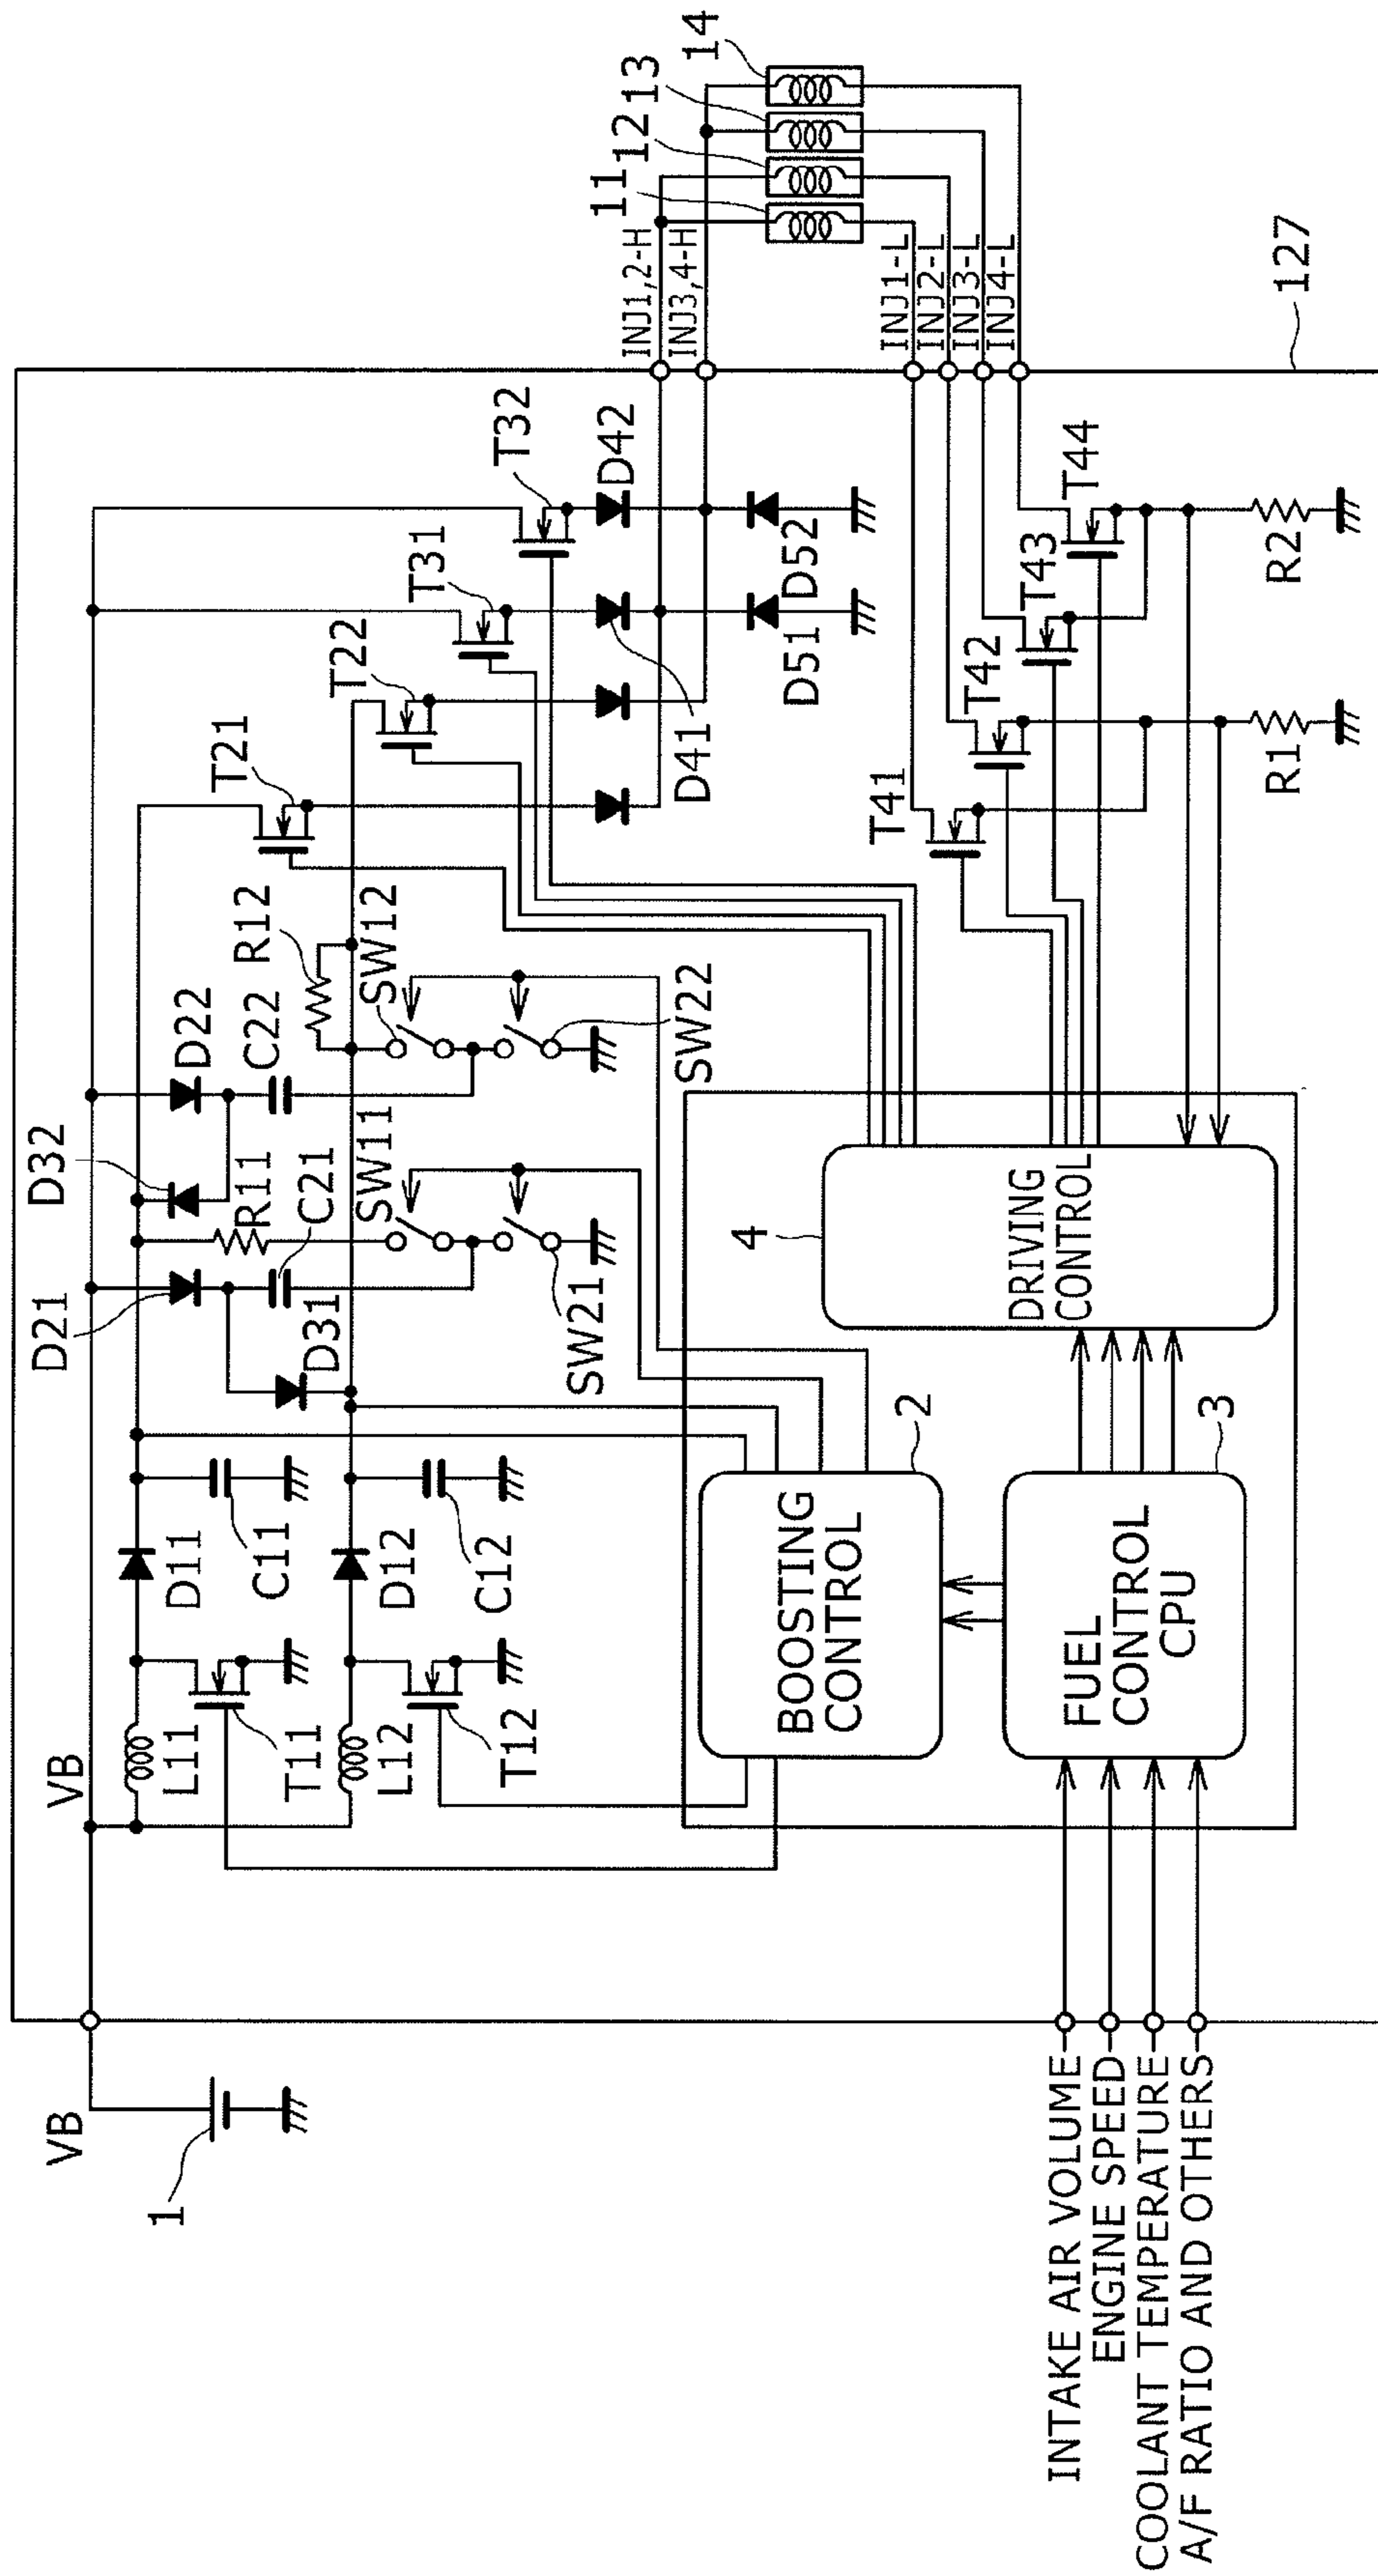 VB
1
VB
L11
T11
D11
C11
L12
T12
D12
C12
D21
D31
D32
R11
C21
SW11
SW21
D22
C22
R12
SW12
SW22
T21
T22
T31
T32
D41
D42
D51
D52
INJ1,2-H
INJ3,4-H
11
12
13
14
INJ1-L
INJ2-L
INJ3-L
INJ4-L
127
T41
T42
T43
T44
R1
R2
BOOSTING
CONTROL
2
FUEL
CONTROL
CPU
3
DRIVING
CONTROL
4
INTAKE AIR VOLUME
ENGINE SPEED
COOLANT TEMPERATURE
A/F RATIO AND OTHERS